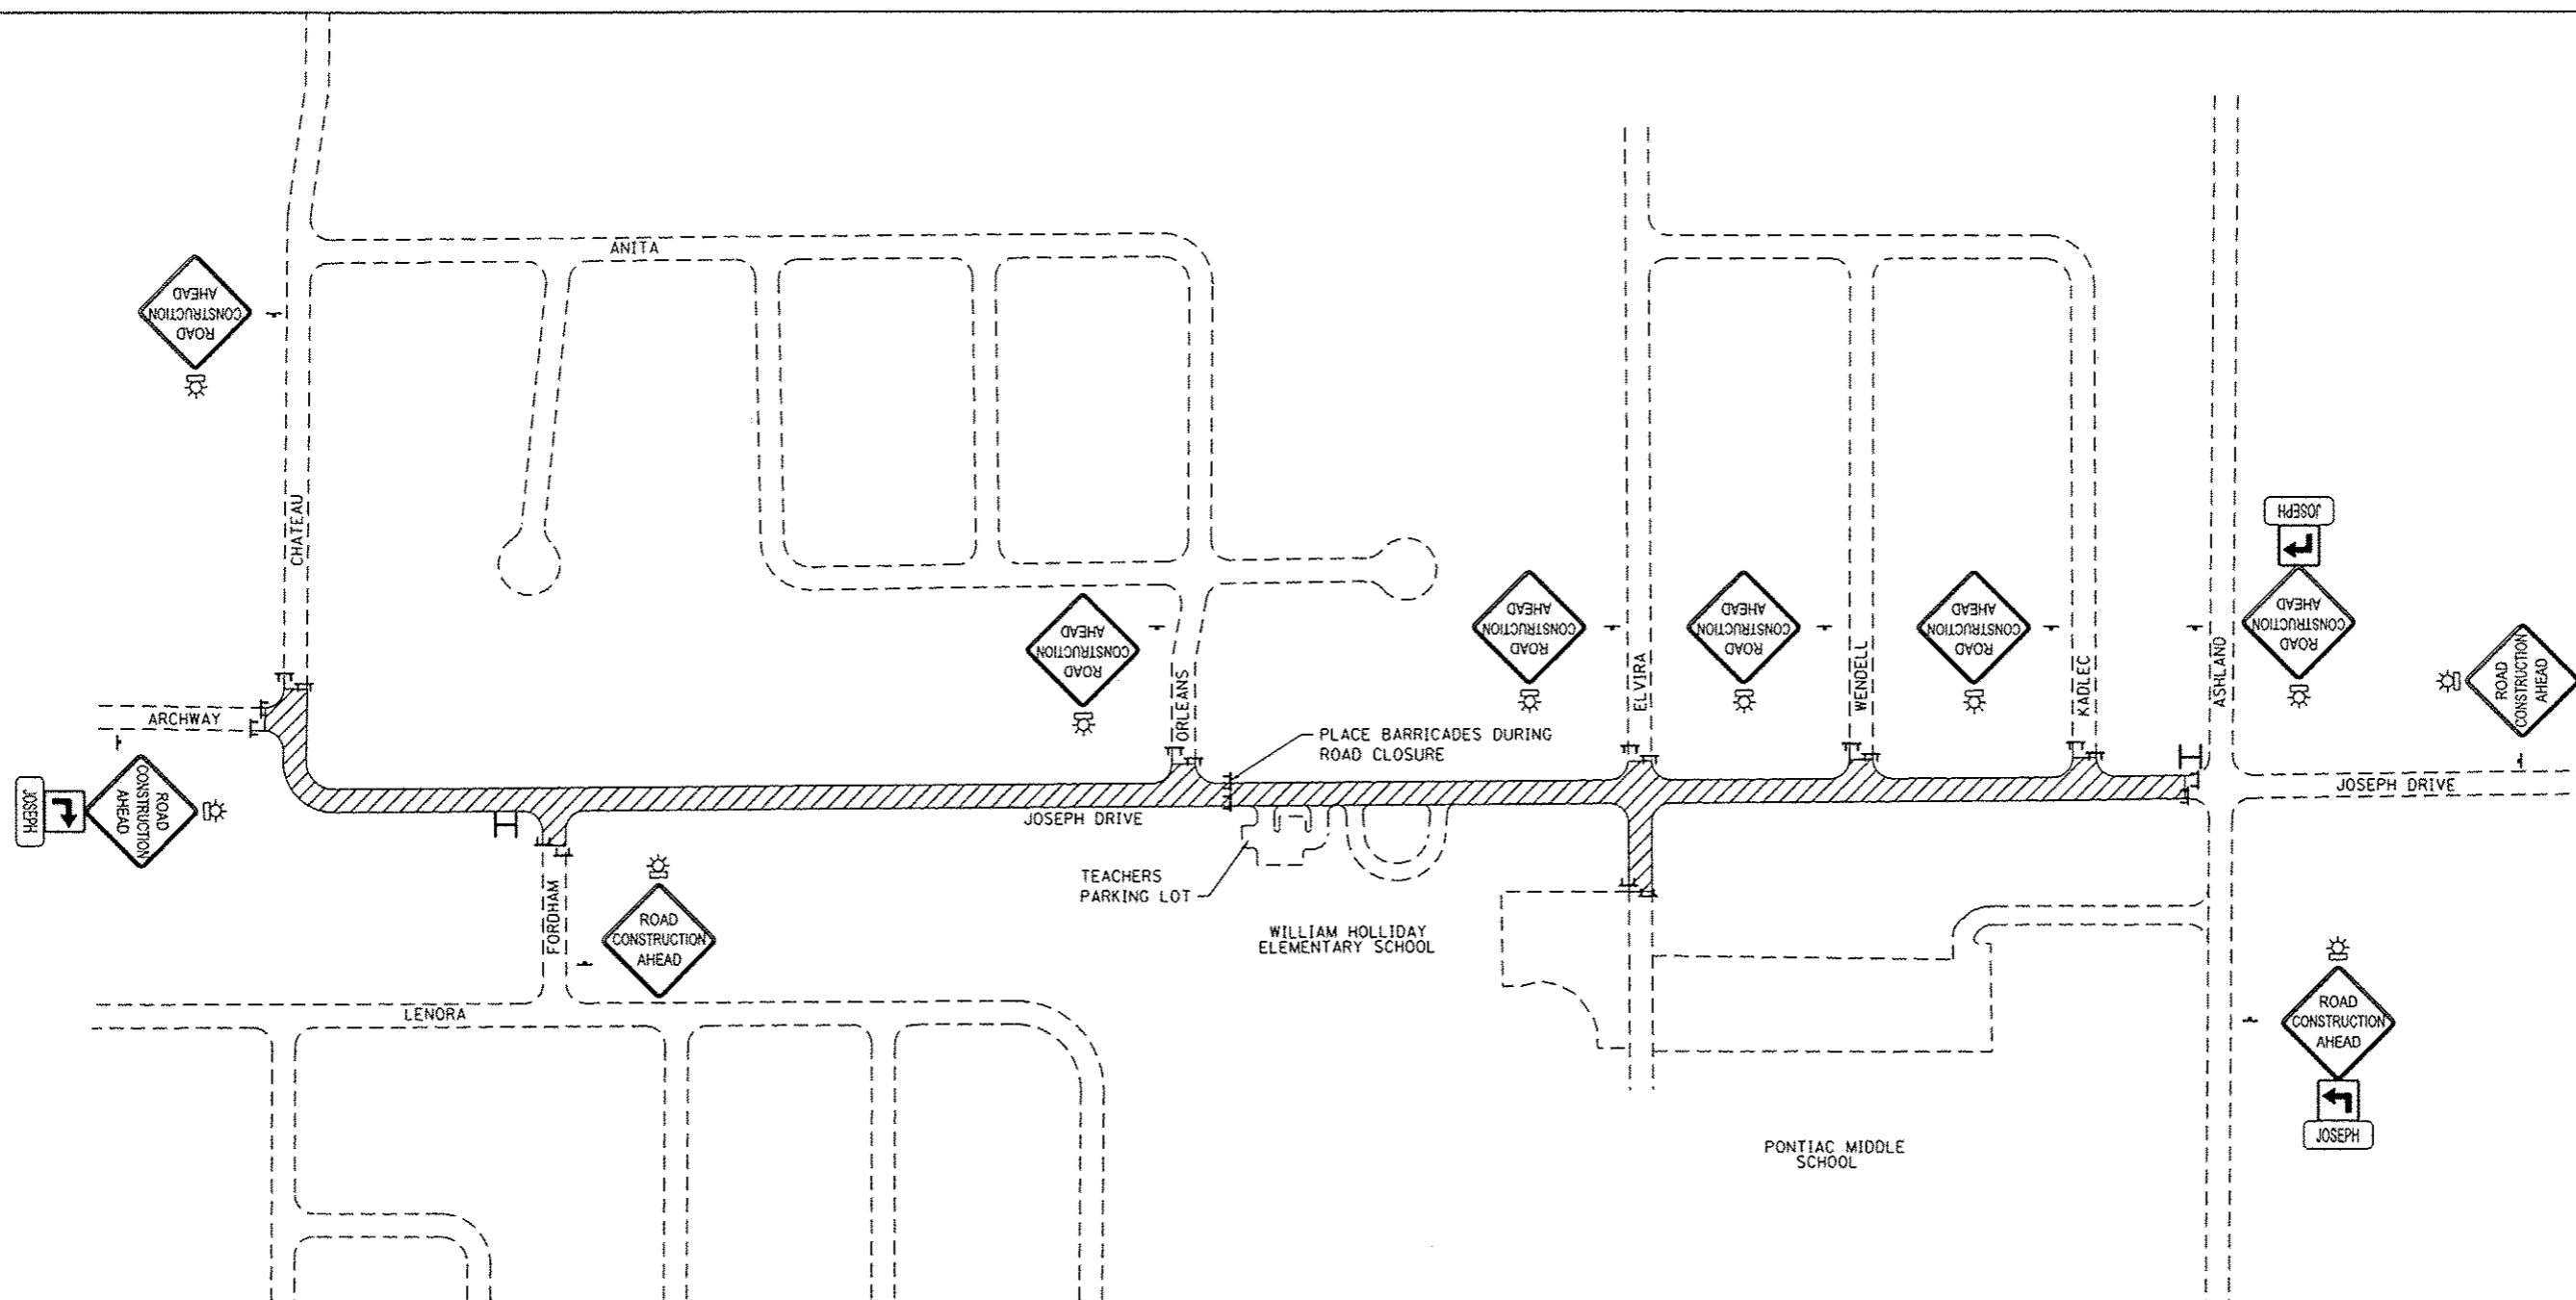 ANITA
AHEAD
CONSTRUCTION
ROAD
CHATEAU
ROAD
CONSTRUCTION
AHEAD
ROAD
CONSTRUCTION
AHEAD
ROAD
CONSTRUCTION
AHEAD
ROAD
CONSTRUCTION
AHEAD
ROAD
CONSTRUCTION
AHEAD
JOSEPH
ROAD
CONSTRUCTION
AHEAD
ROAD
CONSTRUCTION
AHEAD
ORLEANS
ELVIRA
WENDELL
KADLEC
ASHLAND
ARCHWAY
PLACE BARRICADES DURING
ROAD CLOSURE
JOSEPH
ROAD
CONSTRUCTION
AHEAD
JOSEPH DRIVE
JOSEPH DRIVE
TEACHERS
PARKING LOT
FORDHAM
ROAD
CONSTRUCTION
AHEAD
WILLIAM HOLLIDAY
ELEMENTARY SCHOOL
LENORA
ROAD
CONSTRUCTION
AHEAD
JOSEPH
PONTIAC MIDDLE
SCHOOL